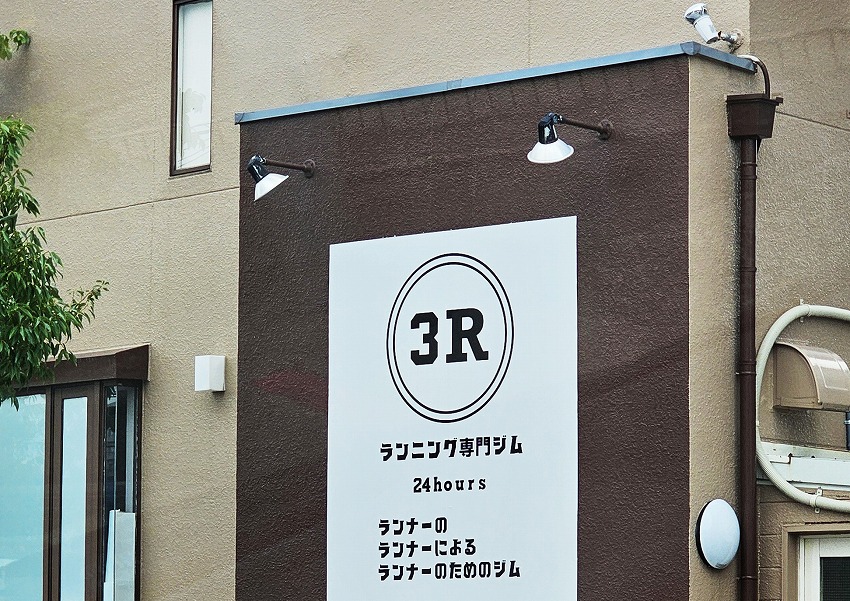 3R
ランニング専門ジム
24hours
ランナーの
ランナーによる
ランナーのためのジム